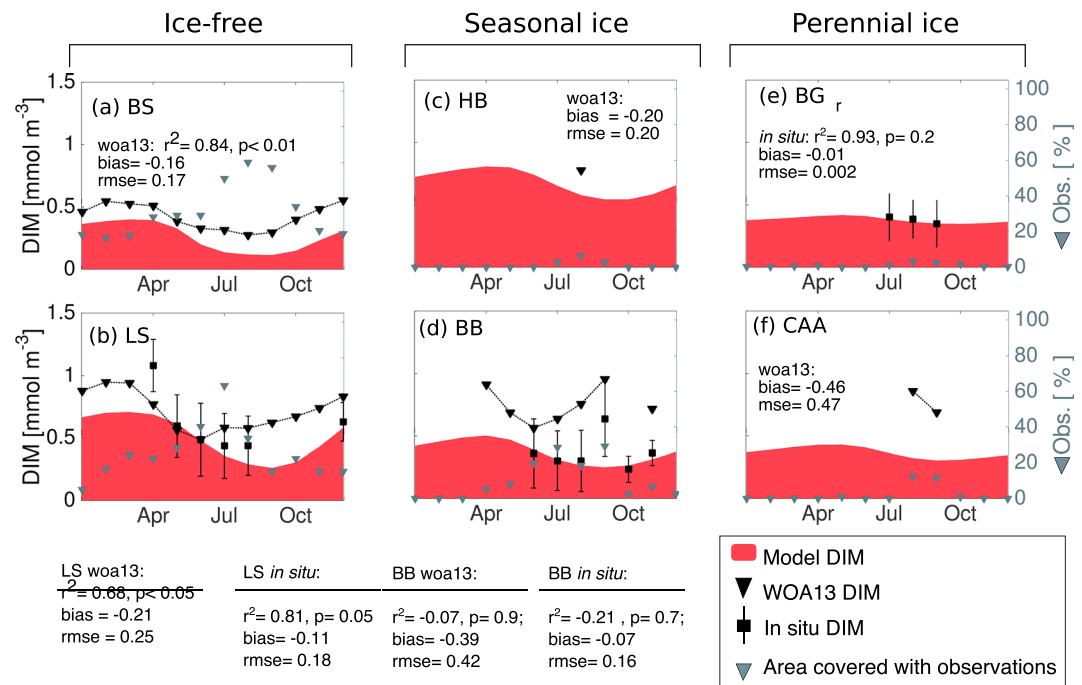 Ice-free
Seasonal ice
Perennial ice
1.5
1
0.5
0
DIM [mmol m-3]
(a) BS
woa13: r2= 0.84, p< 0.01
bias= -0.16
rmse= 0.17
Apr Jul Oct
(c) HB
woa13:
bias = -0.20
rmse = 0.20
Apr Jul Oct
(e) BG r
in situ: r2= 0.93, p= 0.2
bias= -0.01
rmse= 0.002
Apr Jul Oct
100
80
60
40
20
0
Obs. [ % ]
1.5
1
0.5
0
DIM [mmol m-3]
(b) LS
Apr Jul Oct
(d) BB
Apr Jul Oct
(f) CAA
woa13:
bias= -0.46
mse= 0.47
Apr Jul Oct
100
80
60
40
20
0
Obs. [ % ]
LS woa13:
r2= 0.68, p< 0.05
bias = -0.21
rmse = 0.25
LS in situ:
r2= 0.81, p= 0.05
bias= -0.11
rmse= 0.18
BB woa13:
r2= -0.07, p= 0.9;
bias= -0.39
rmse= 0.42
BB in situ:
r2= -0.21 , p= 0.7;
bias= -0.07
rmse= 0.16
Model DIM
WOA13 DIM
In situ DIM
Area covered with observations